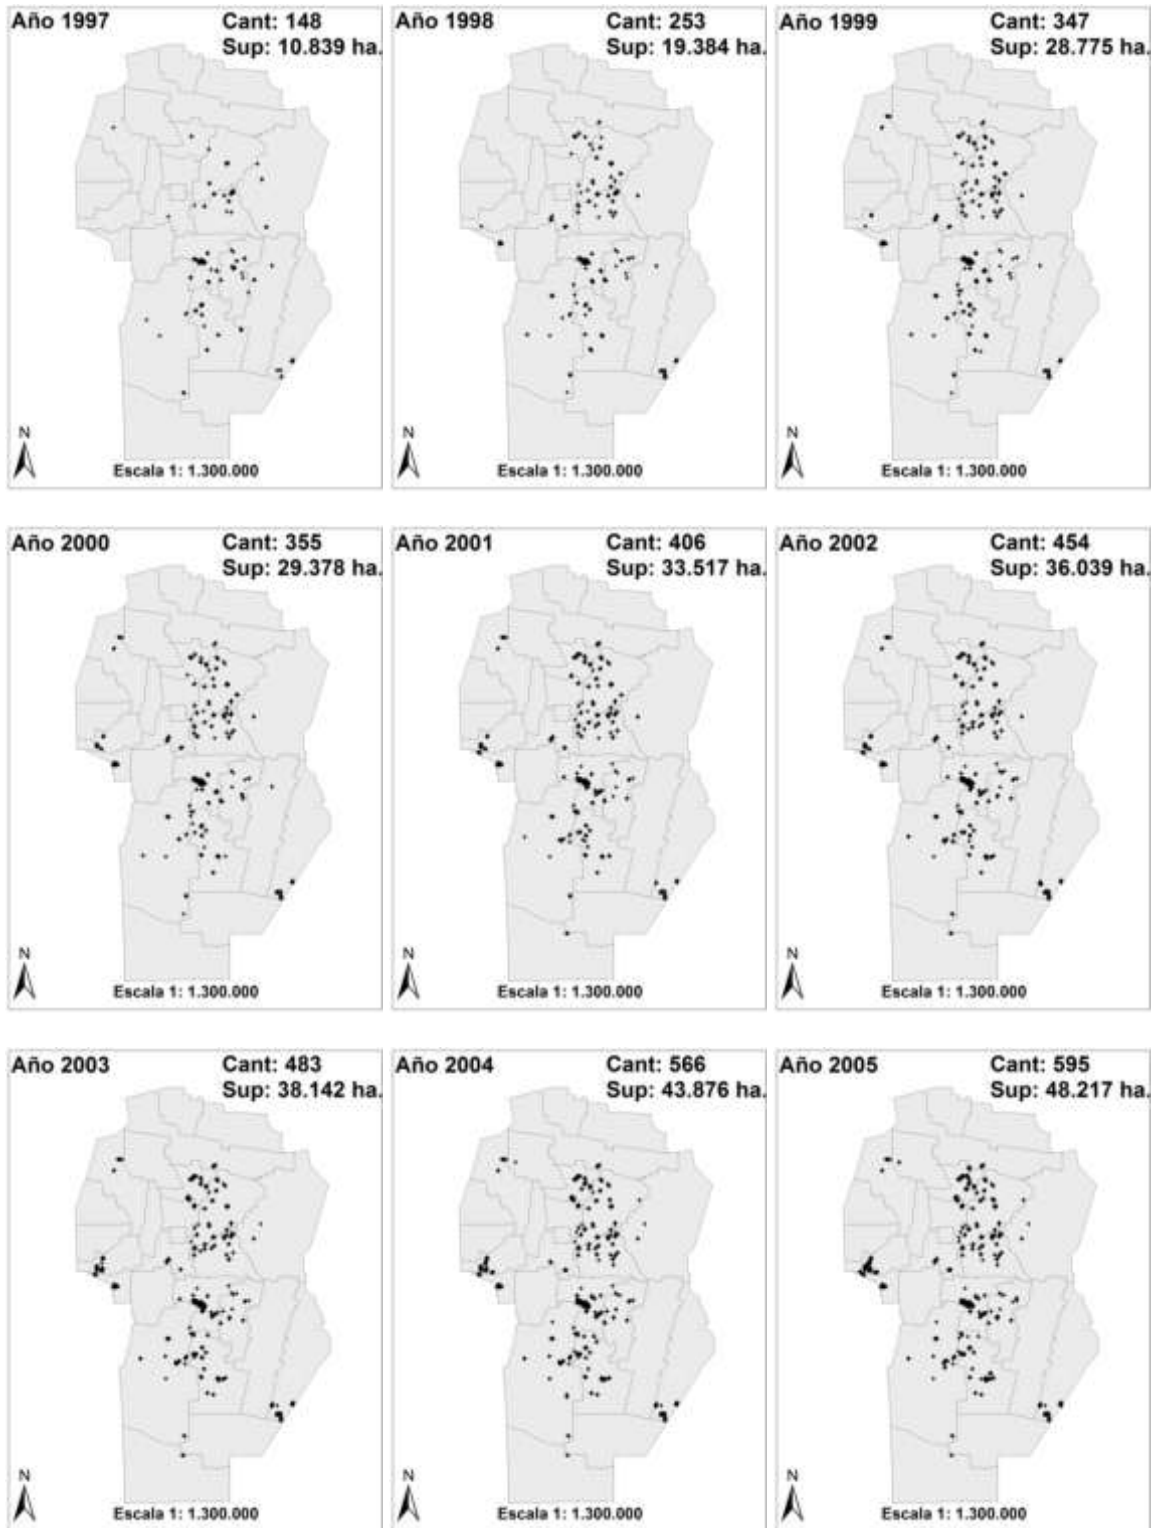 Año 1997 Cant: 148
Sup: 10.839 ha.
N
Escala 1: 1.300.000
Año 1998 Cant: 253
Sup: 19.384 ha.
N
Escala 1: 1.300.000
Año 1999 Cant: 347
Sup: 28.775 ha.
N
Escala 1: 1.300.000
Año 2000 Cant: 355
Sup: 29.378 ha.
N
Escala 1: 1.300.000
Año 2001 Cant: 406
Sup: 33.517 ha.
N
Escala 1: 1.300.000
Año 2002 Cant: 454
Sup: 36.039 ha.
N
Escala 1: 1.300.000
Año 2003 Cant: 483
Sup: 38.142 ha.
N
Escala 1: 1.300.000
Año 2004 Cant: 566
Sup: 43.876 ha.
N
Escala 1: 1.300.000
Año 2005 Cant: 595
Sup: 48.217 ha.
N
Escala 1: 1.300.000